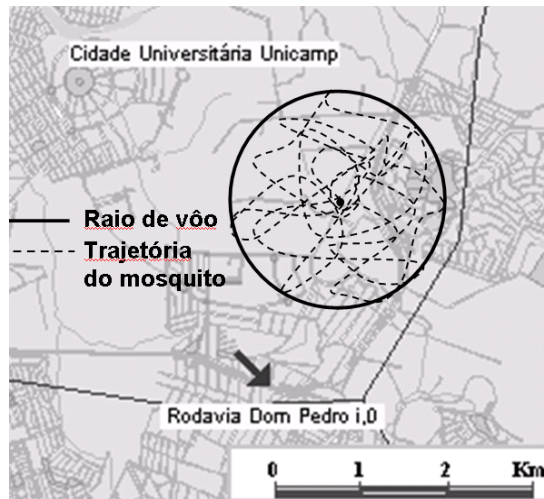 Cidade Universitária Unicamp
Raio de vôo
Trajetória
do mosquito
Rodavia Dom Pedro i,0
0 1 2 Km